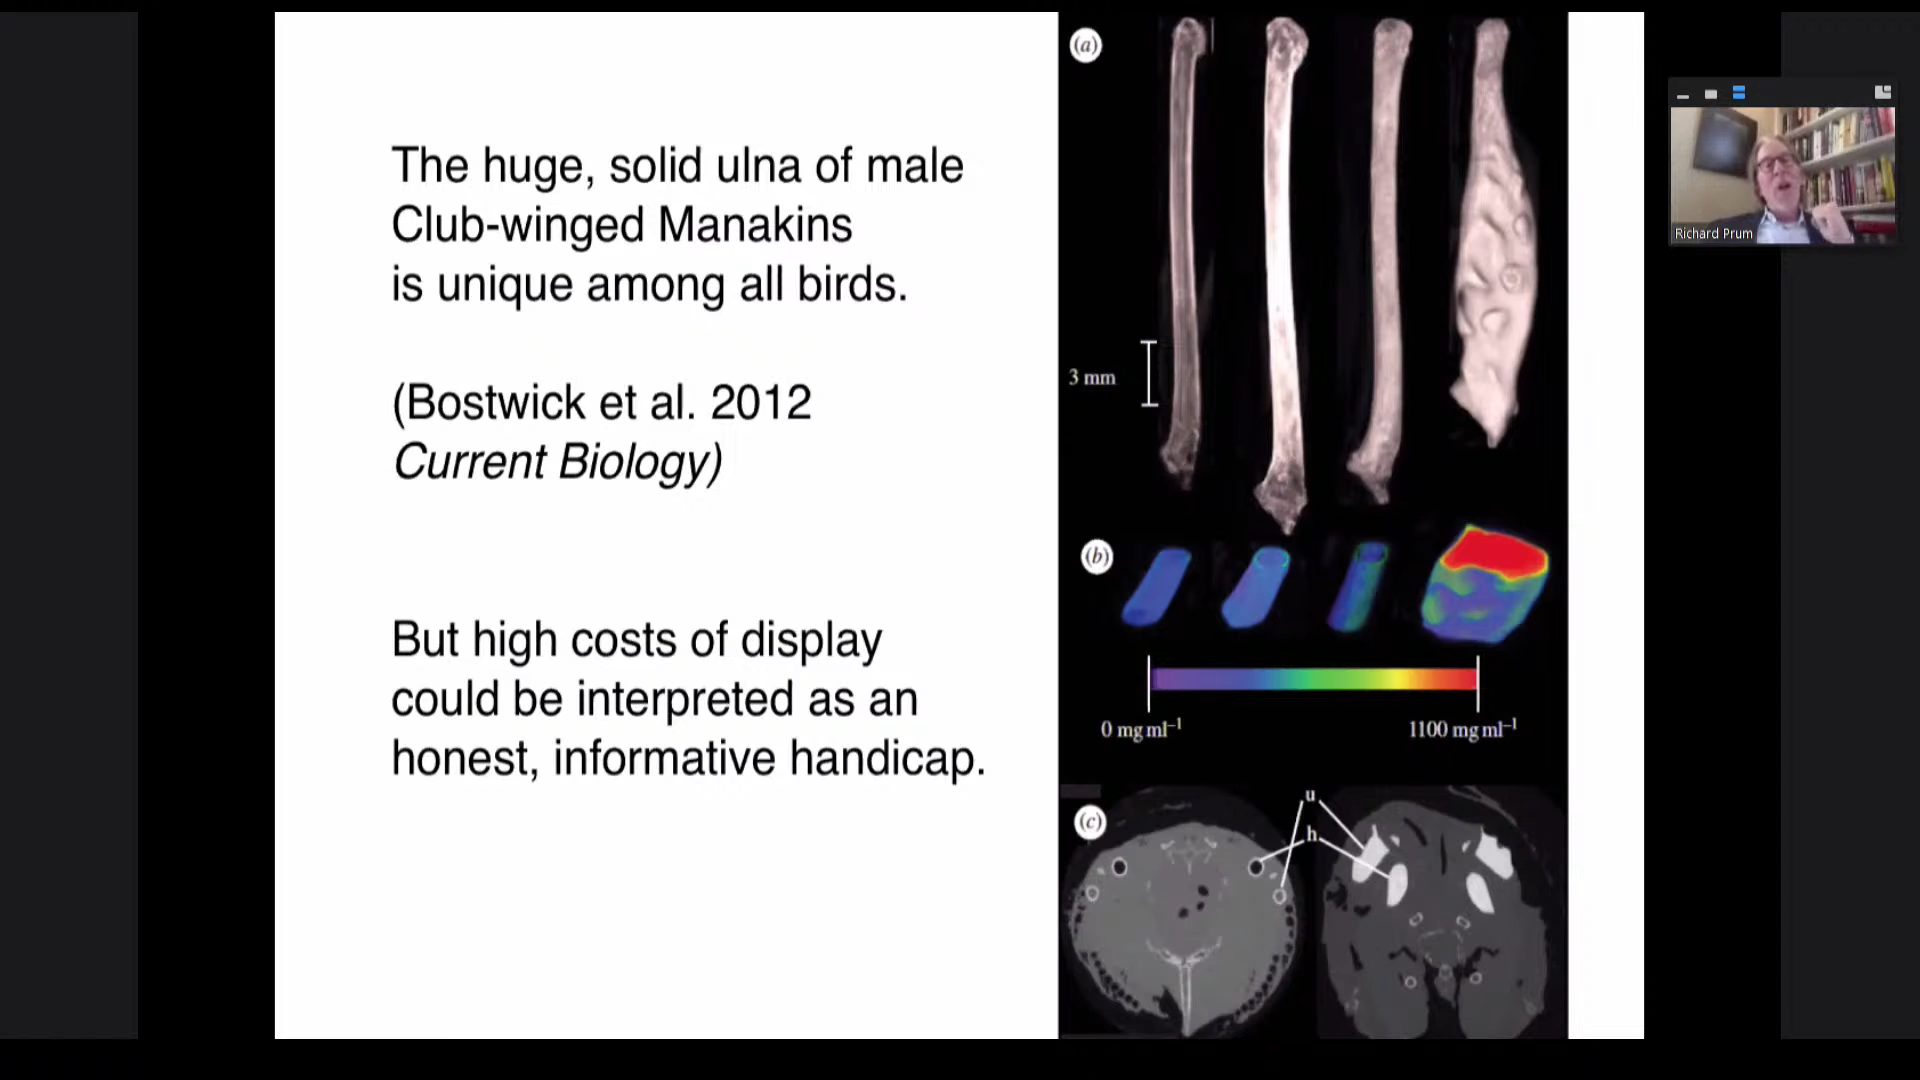 The huge, solid ulna of male
Club-winged Manakins
is unique among all birds.
(Bostwick et al. 2012
Current Biology)
But high costs of display
could be interpreted as an
honest, informative handicap.
(a)
3 mm
(b)
0 mg ml⁻¹
1100 mg ml⁻¹
(c)
u
h
Richard Prum